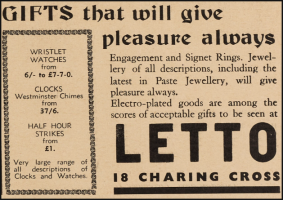 GIFTS that will give
pleasure always
WRISTLET
WATCHES
from
6/- to £7-7-0.
CLOCKS
Westminster Chimes
from
37/6.
HALF HOUR
STRIKES
from
£1.
Very large range of
all descriptions of
Clocks and Watches.
Engagement and Signet Rings. Jewel-
lery of all descriptions, including the
latest in Paste Jewellery, will give
pleasure always.
Electro-plated goods are among the
scores of acceptable gifts to be seen at
LETTO
18 CHARING CROSS